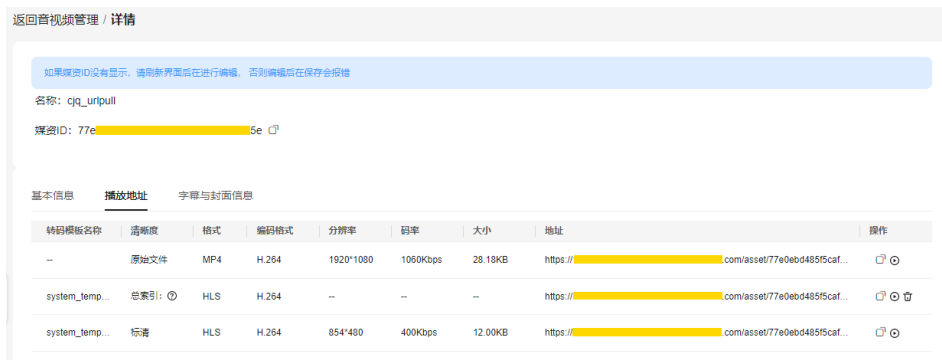 返回音视频管理 / 详情
如果媒资ID没有显示，请刷新界面后在进行编辑， 否则编辑后在保存会报错
名称： cjq_urlpull
媒资ID： 77e 5e
基本信息 播放地址 字幕与封面信息
转码模板名称 清晰度 格式 编码格式 分辨率 码率 大小 地址 操作
-- 原始文件 MP4 H.264 1920*1080 1060Kbps 28.18KB https:// .com/asset/77e0ebd485f5caf...
system_temp... 总索引： HLS H.264 -- -- -- https:// .com/asset/77e0ebd485f5caf...
system_temp... 标清 HLS H.264 854*480 400Kbps 12.00KB https:// .com/asset/77e0ebd485f5caf...